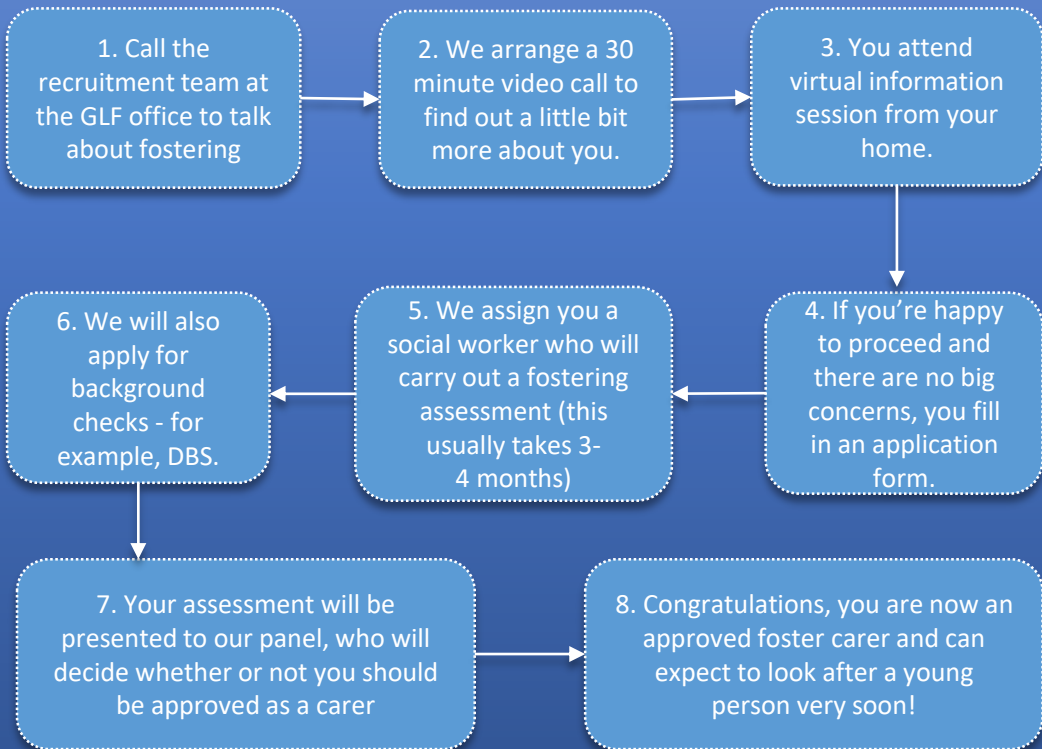 1. Call the
recruitment team at
the GLF office to talk
about fostering
2. We arrange a 30
minute video call to
find out a little bit
more about you.
3. You attend
virtual information
session from your
home.
4. If you’re happy
to proceed and
there are no big
concerns, you fill
in an application
form.
5. We assign you a
social worker who will
carry out a fostering
assessment (this
usually takes 3-
4 months)
6. We will also
apply for
background
checks - for
example, DBS.
7. Your assessment will be
presented to our panel, who will
decide whether or not you should
be approved as a carer
8. Congratulations, you are now an
approved foster carer and can
expect to look after a young
person very soon!